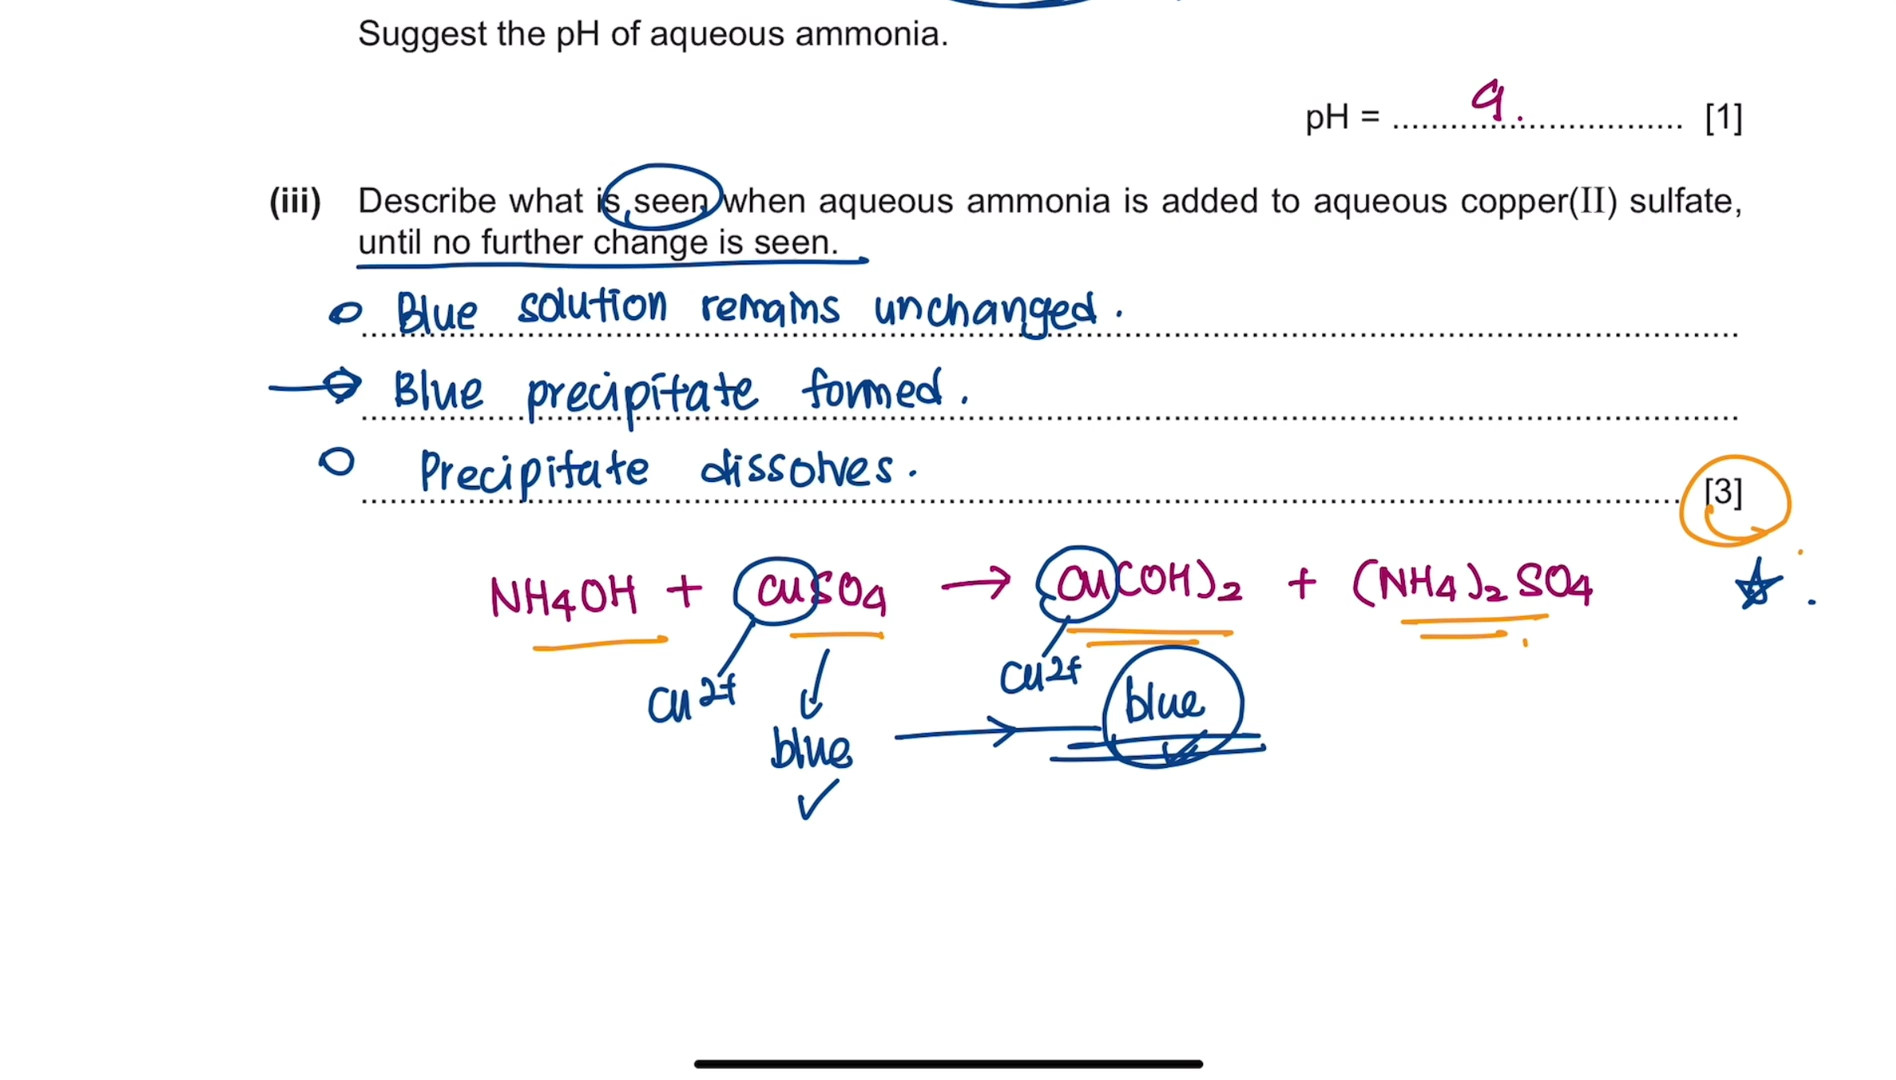 Suggest the pH of aqueous ammonia.
pH = ........9............... [1]
(iii) Describe what is seen when aqueous ammonia is added to aqueous copper(II) sulfate,
until no further change is seen.
Blue solution remains unchanged.
Blue precipitate formed.
Precipitate dissolves.
[3]
NH4OH + CuSO4 → Cu(OH)2 + (NH4)2SO4
Cu2+ Cu2+ blue
blue